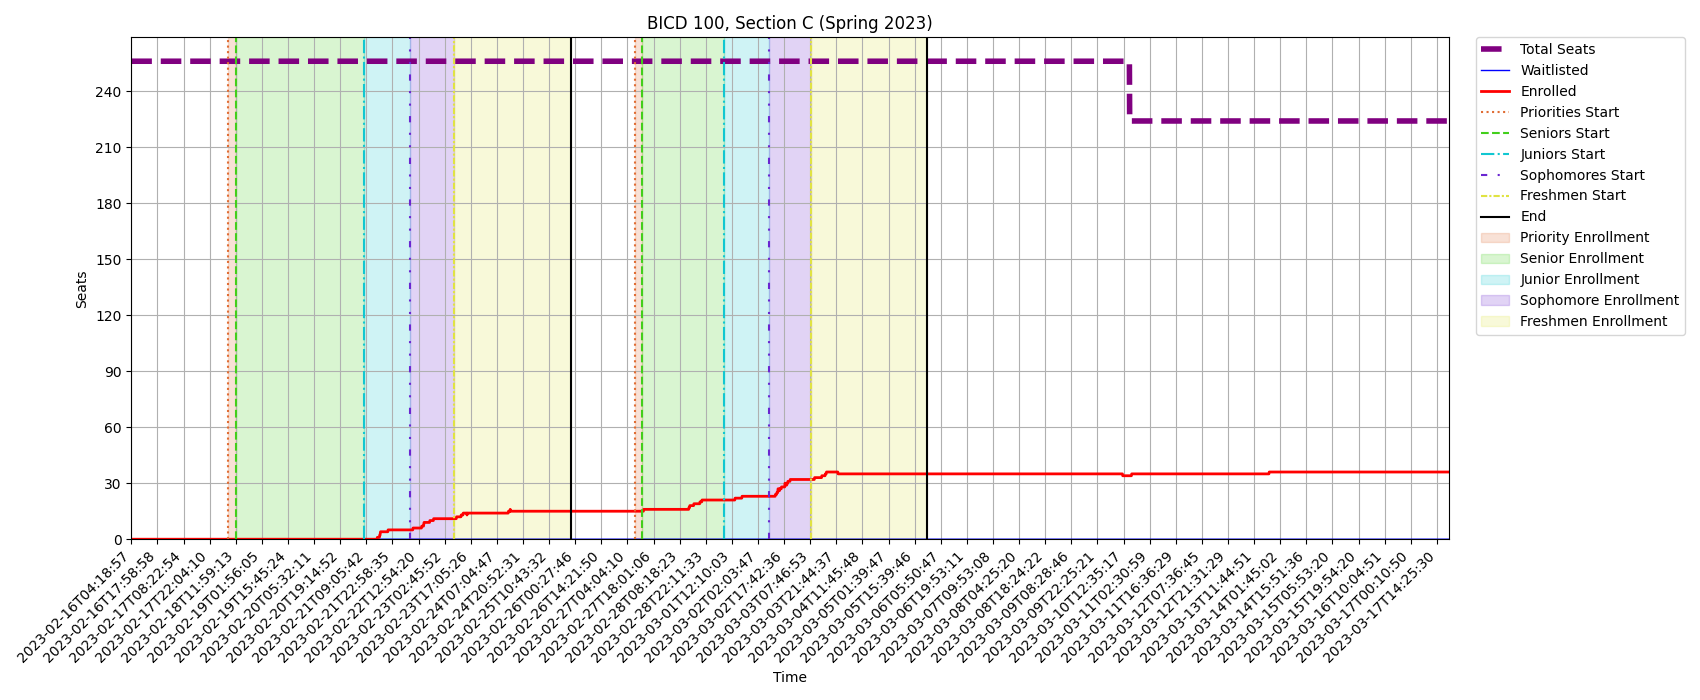 BICD 100, Section C (Spring 2023)
Seats
240
210
180
150
120
90
60
30
0
2023-02-16T04:18:57
2023-02-16T17:58:58
2023-02-17T08:22:54
2023-02-17T22:04:10
2023-02-18T11:59:13
2023-02-19T01:56:05
2023-02-19T15:45:24
2023-02-20T05:32:11
2023-02-20T19:14:52
2023-02-21T09:05:42
2023-02-21T22:58:35
2023-02-22T12:54:20
2023-02-23T02:45:52
2023-02-23T17:05:26
2023-02-24T07:04:47
2023-02-24T20:52:31
2023-02-25T10:43:32
2023-02-26T00:27:46
2023-02-26T14:21:50
2023-02-27T04:04:10
2023-02-27T18:01:06
2023-02-28T08:18:23
2023-02-28T22:11:33
2023-03-01T12:10:03
2023-03-02T02:03:47
2023-03-02T17:42:36
2023-03-03T07:46:53
2023-03-03T21:44:37
2023-03-04T11:45:48
2023-03-05T01:39:47
2023-03-05T15:39:46
2023-03-06T05:50:47
2023-03-06T19:53:11
2023-03-07T09:53:08
2023-03-08T04:25:20
2023-03-08T18:24:22
2023-03-09T08:28:46
2023-03-09T22:25:21
2023-03-10T12:35:17
2023-03-11T02:30:59
2023-03-11T16:36:29
2023-03-12T07:36:45
2023-03-12T21:31:29
2023-03-13T11:44:51
2023-03-14T01:45:02
2023-03-14T15:51:36
2023-03-15T05:53:20
2023-03-15T19:54:20
2023-03-16T10:04:51
2023-03-17T00:10:50
2023-03-17T14:25:30
Time
Total Seats
Waitlisted
Enrolled
Priorities Start
Seniors Start
Juniors Start
Sophomores Start
Freshmen Start
End
Priority Enrollment
Senior Enrollment
Junior Enrollment
Sophomore Enrollment
Freshmen Enrollment